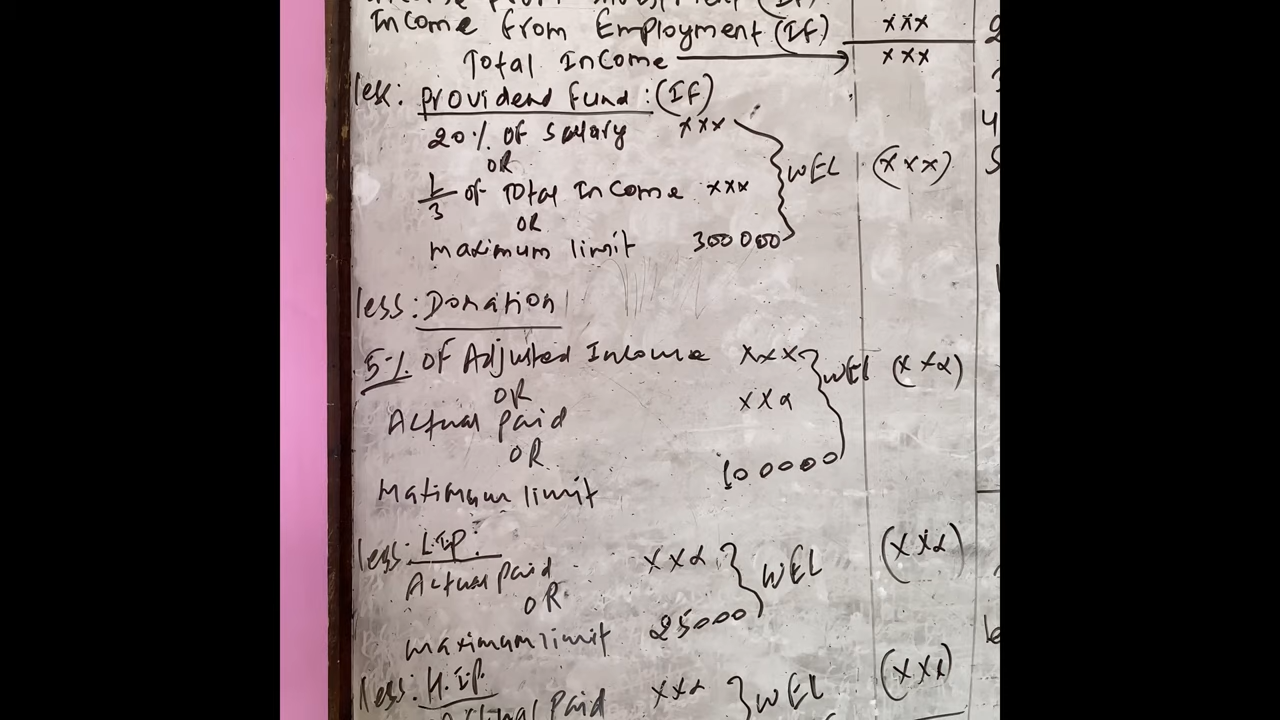 Income from Employment (If) xxx
Total Income → xxx
less: providend fund: (If)
20% of salary xxx
OR
1/3 of Total Income xxx WEL (xxx)
OR
maximum limit 300000
less: Donation
5% of Adjusted Income xxx WEL (xxx)
OR xxx
Actual paid
OR
Maximum limit 100000
less: L.I.P:
Actual paid xxx WEL (xxx)
OR
maximum limit 25000
less: H.I.P. xxx WEL (xxx)
Actual paid